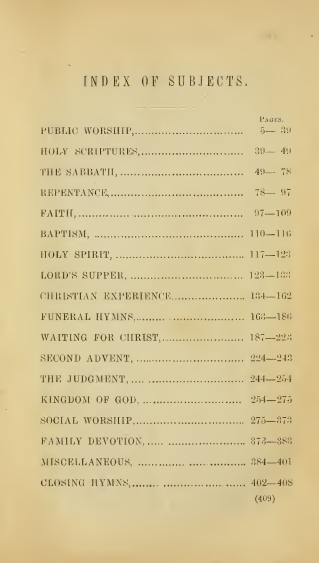 INDEX OF SUBJECTS.
PAGES.
PUBLIC WORSHIP,............................ 5— 39
HOLY SCRIPTURES,.......................... 39— 49
THE SABBATH, ................................ 49— 78
REPENTANCE,.................................. 78— 97
FAITH, ........................................... 97—109
BAPTISM, ....................................... 110—116
HOLY SPIRIT, ................................. 117—123
LORD'S SUPPER, ............................. 123—133
CHRISTIAN EXPERIENCE................... 134—162
FUNERAL HYMNS,............................ 163—186
WAITING FOR CHRIST,...................... 187—223
SECOND ADVENT, ............................ 224—243
THE JUDGMENT, .... ........................ 244—254
KINGDOM OF GOD. ........................... 254—275
SOCIAL WORSHIP............................. 275—373
FAMILY DEVOTION, ..... .................... 373—383
MISCELLANEOUS, ............. ..... ......... 384—401
CLOSING HYMNS,........ ..................... 402—408
(409)